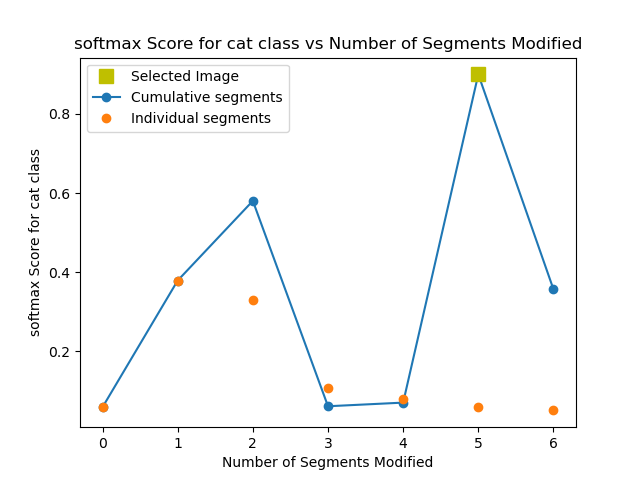 softmax Score for cat class vs Number of Segments Modified
Selected Image
Cumulative segments
Individual segments
softmax Score for cat class
0.8
0.6
0.4
0.2
0 1 2 3 4 5 6
Number of Segments Modified